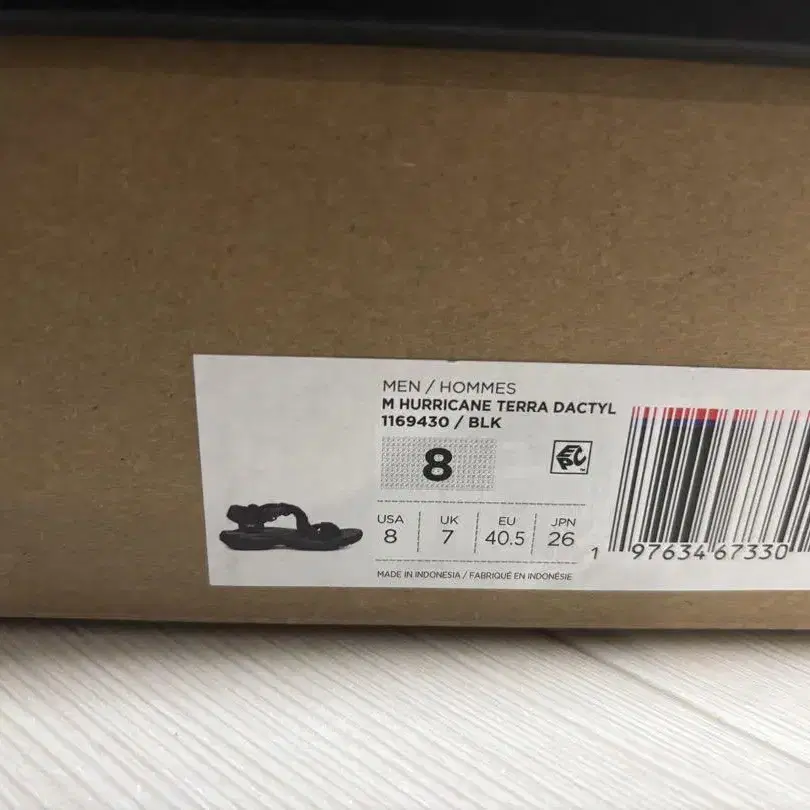 MEN / HOMMES
M HURRICANE TERRA DACTYL
1169430 / BLK
8
EPC
USA UK EU JPN
8 7 40.5 26
MADE IN INDONESIA / FABRIQUÉ EN INDONÉSIE
1 97634 67330